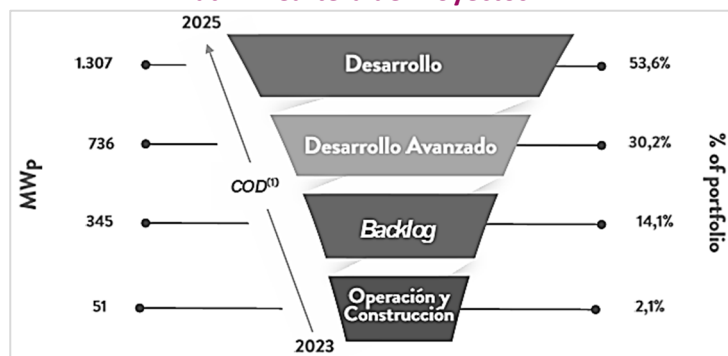 2025
1.307
Desarrollo
53,6%
736
Desarrollo Avanzado
30,2%
MWp
COD(1)
% of portfolio
345
Backlog
14,1%
51
Operación y
Construcción
2,1%
2023